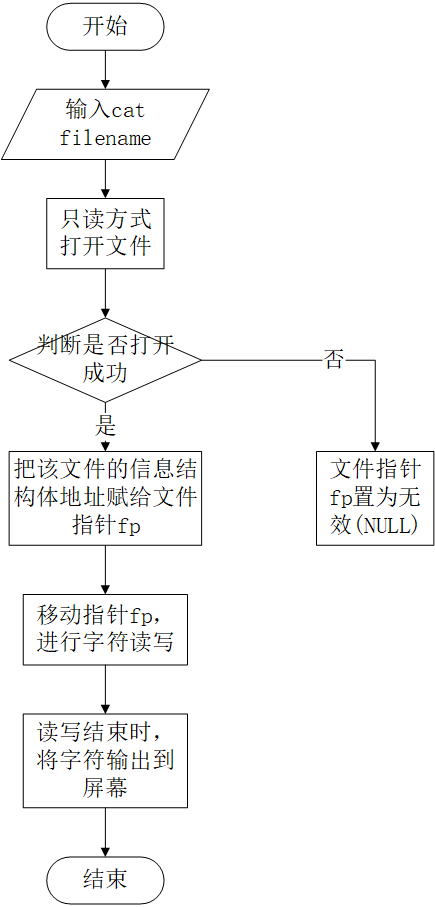 开始
输入cat
filename
只读方式
打开文件
判断是否打开
成功
否
是
把该文件的信息结
构体地址赋给文件
指针fp
文件指针
fp置为无
效(NULL)
移动指针fp，
进行字符读写
读写结束时，
将字符输出到
屏幕
结束